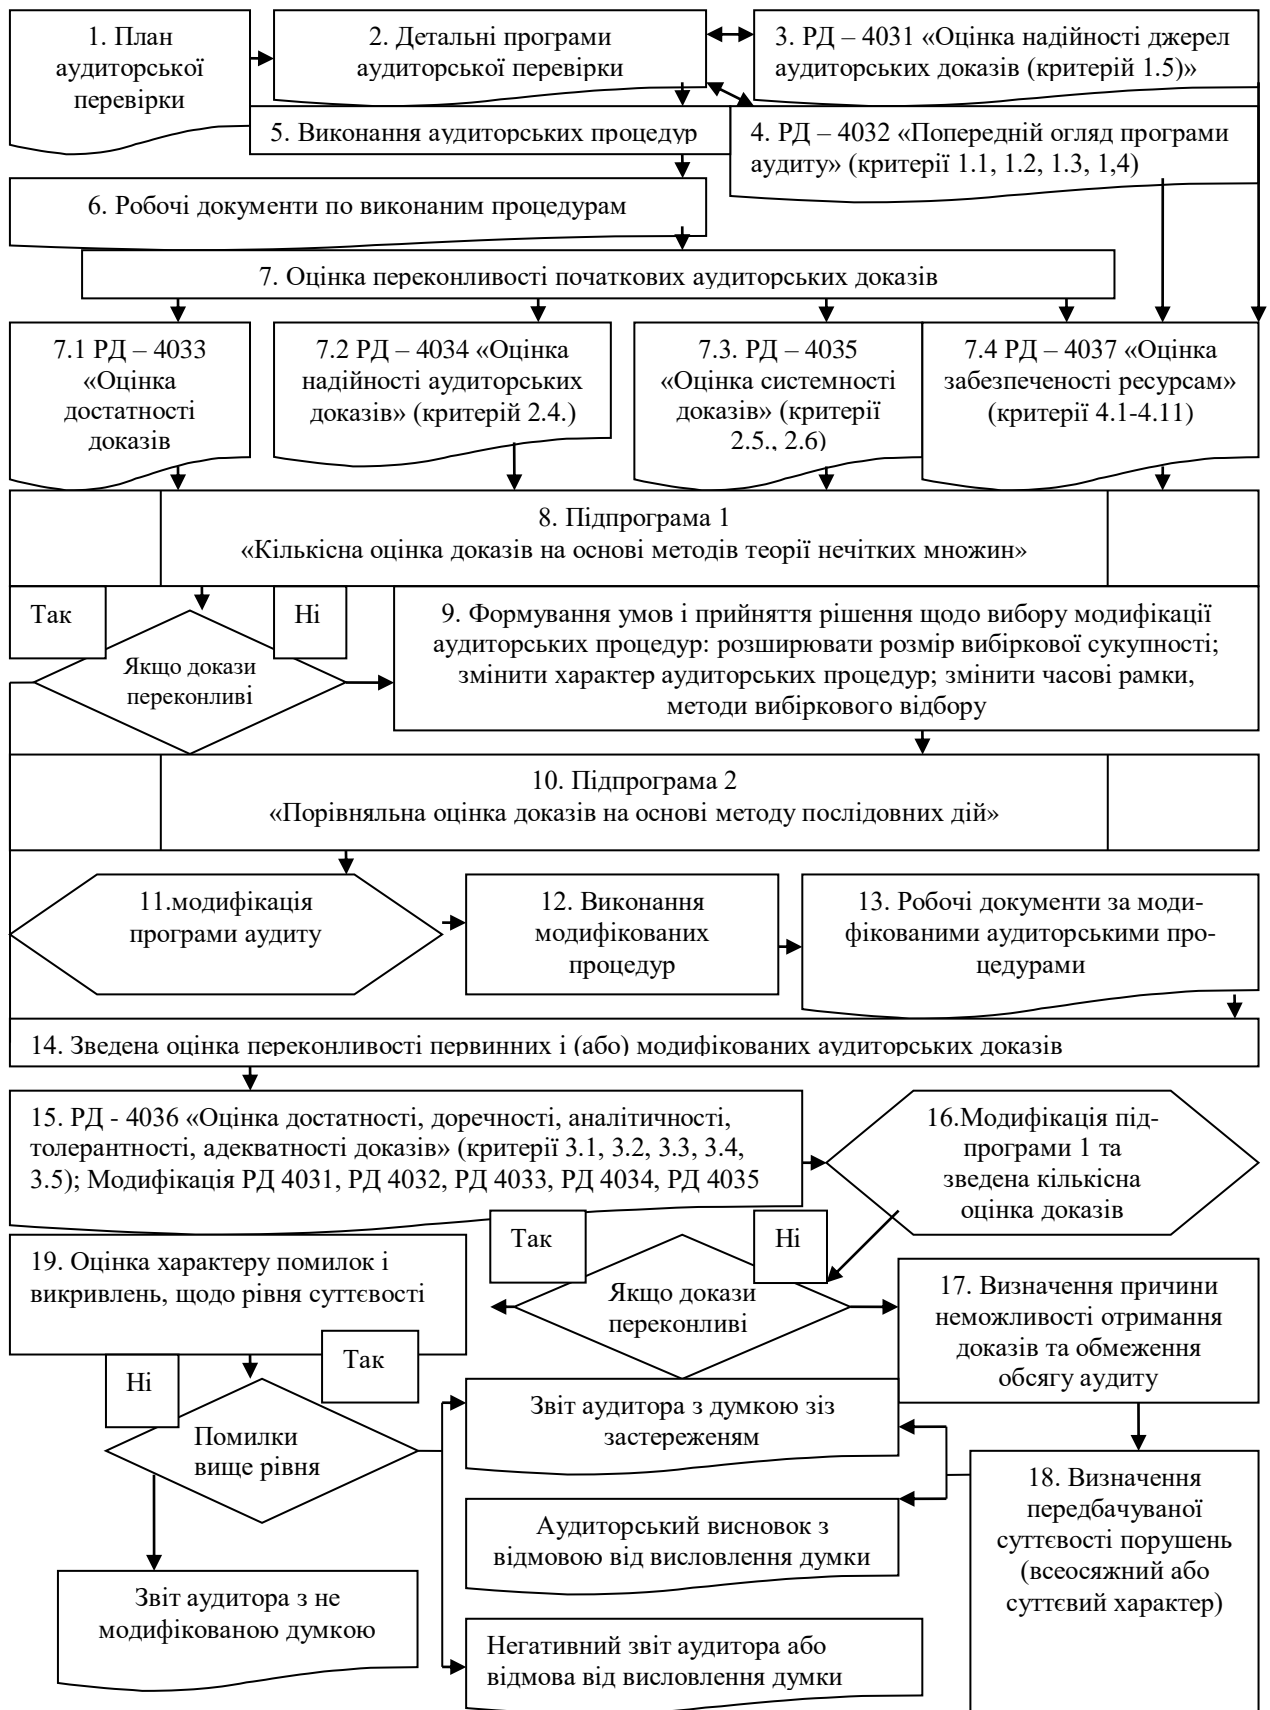 1. План
аудиторської
перевірки
2. Детальні програми
аудиторської перевірки
3. РД – 4031 «Оцінка надійності джерел
аудиторських доказів (критерій 1.5)»
5. Виконання аудиторських процедур
4. РД – 4032 «Попередній огляд програми
аудиту» (критерії 1.1, 1.2, 1.3, 1,4)
6. Робочі документи по виконаним процедурам
7. Оцінка переконливості початкових аудиторських доказів
7.1 РД – 4033
«Оцінка
достатності
доказів
7.2 РД – 4034 «Оцінка
надійності аудиторських
доказів» (критерій 2.4.)
7.3. РД – 4035
«Оцінка системності
доказів» (критерії
2.5., 2.6)
7.4 РД – 4037 «Оцінка
забезпеченості ресурсам»
(критерії 4.1-4.11)
8. Підпрограма 1
«Кількісна оцінка доказів на основі методів теорії нечітких множин»
Так
Ні
Якщо докази
переконливі
9. Формування умов і прийняття рішення щодо вибору модифікації
аудиторських процедур: розширювати розмір вибіркової сукупності;
змінити характер аудиторських процедур; змінити часові рамки,
методи вибіркового відбору
10. Підпрограма 2
«Порівняльна оцінка доказів на основі методу послідовних дій»
11.модифікація
програми аудиту
12. Виконання
модифікованих
процедур
13. Робочі документи за моди-
фікованими аудиторськими про-
цедурами
14. Зведена оцінка переконливості первинних і (або) модифікованих аудиторських доказів
15. РД - 4036 «Оцінка достатності, доречності, аналітичності,
толерантності, адекватності доказів» (критерії 3.1, 3.2, 3.3, 3.4,
3.5); Модифікація РД 4031, РД 4032, РД 4033, РД 4034, РД 4035
16.Модифікація під-
програми 1 та
зведена кількісна
оцінка доказів
Так
Ні
Якщо докази
переконливі
19. Оцінка характеру помилок і
викривлень, щодо рівня суттєвості
17. Визначення причини
неможливості отримання
доказів та обмеження
обсягу аудиту
Ні
Так
Помилки
вище рівня
Звіт аудитора з думкою зіз
застереженям
Аудиторський висновок з
відмовою від висловлення думки
18. Визначення
передбачуваної
суттєвості порушень
(всеосяжний або
суттєвий характер)
Звіт аудитора з не
модифікованою думкою
Негативний звіт аудитора або
відмова від висловлення думки